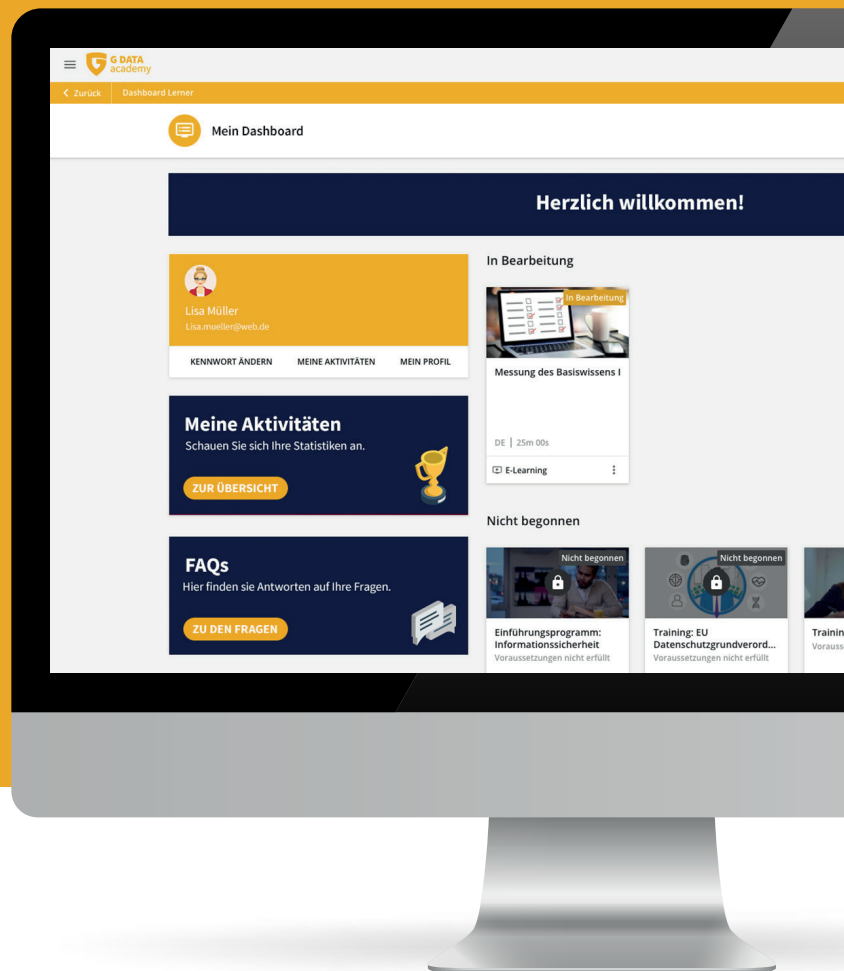 G DATA
academy
Zurück
Dashboard Lerner
Mein Dashboard
Herzlich willkommen!
Lisa Müller
Lisa.mueller@web.de
KENNWORT ÄNDERN
MEINE AKTIVITÄTEN
MEIN PROFIL
Meine Aktivitäten
Schauen Sie sich Ihre Statistiken an.
ZUR ÜBERSICHT
FAQs
Hier finden sie Antworten auf Ihre Fragen.
ZU DEN FRAGEN
In Bearbeitung
In Bearbeitung
Messung des Basiswissens I
DE | 25m 00s
E-Learning
Nicht begonnen
Nicht begonnen
Einführungsprogramm:
Informationssicherheit
Voraussetzungen nicht erfüllt
Nicht begonnen
Training: EU
Datenschutzgrundverord...
Voraussetzungen nicht erfüllt